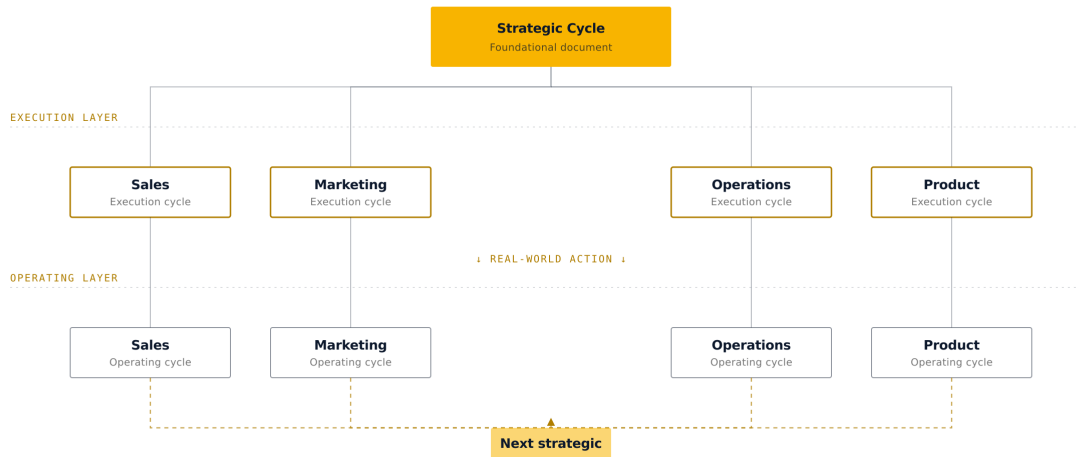 Strategic Cycle
Foundational document
EXECUTION LAYER
Sales
Execution cycle
Marketing
Execution cycle
Operations
Execution cycle
Product
Execution cycle
↓ REAL-WORLD ACTION ↓
OPERATING LAYER
Sales
Operating cycle
Marketing
Operating cycle
Operations
Operating cycle
Product
Operating cycle
Next strategic